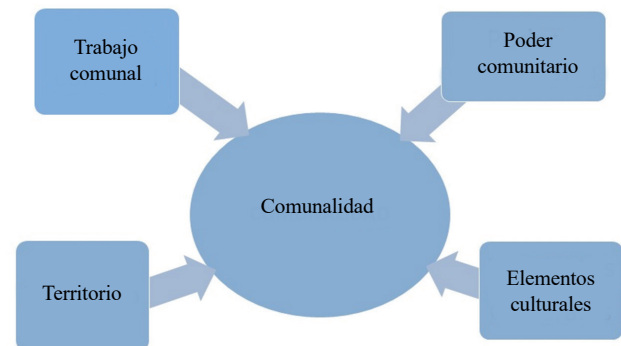 Trabajo
comunal
Poder
comunitario
Comunalidad
Territorio
Elementos
culturales